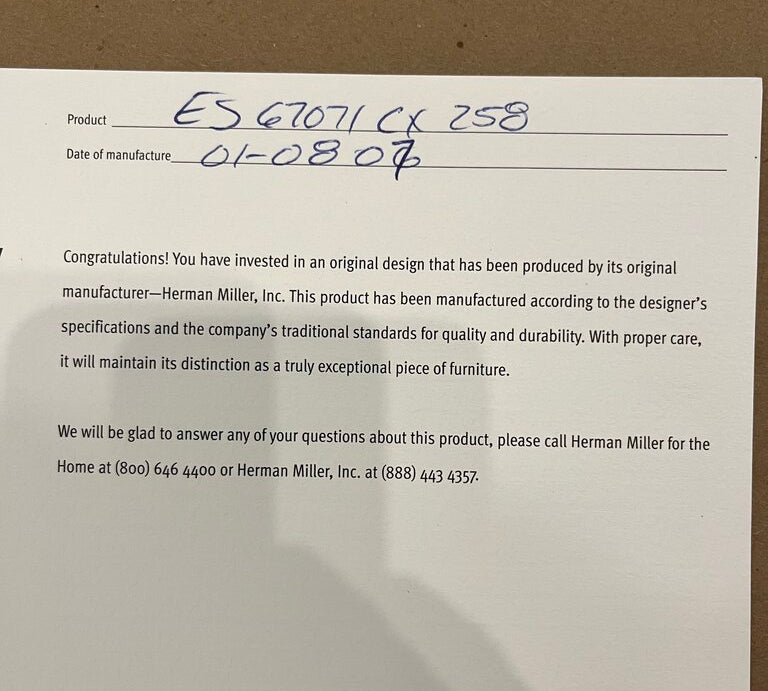 Product ES 67071 CX 258
Date of manufacture 01-08 07
Congratulations! You have invested in an original design that has been produced by its original
manufacturer—Herman Miller, Inc. This product has been manufactured according to the designer's
specifications and the company's traditional standards for quality and durability. With proper care,
it will maintain its distinction as a truly exceptional piece of furniture.
We will be glad to answer any of your questions about this product, please call Herman Miller for the
Home at (800) 646 4400 or Herman Miller, Inc. at (888) 443 4357.